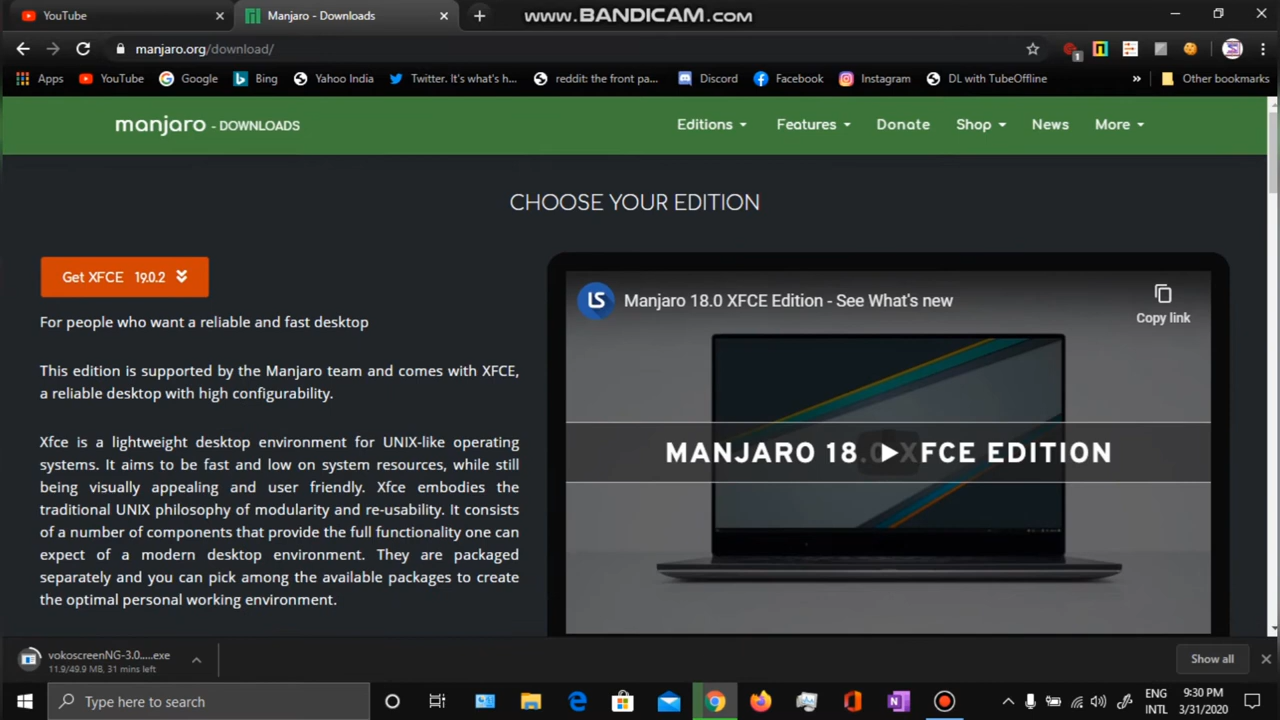 YouTube
Manjaro - Downloads
www.BANDICAM.com
manjaro.org/download/
Apps
YouTube
Google
Bing
Yahoo India
Twitter. It's what's h...
reddit: the front pa...
Discord
Facebook
Instagram
DL with TubeOffline
»
Other bookmarks
manjaro - DOWNLOADS
Editions
Features
Donate
Shop
News
More
CHOOSE YOUR EDITION
Get XFCE 19.0.2
For people who want a reliable and fast desktop
This edition is supported by the Manjaro team and comes with XFCE,
a reliable desktop with high configurability.
Xfce is a lightweight desktop environment for UNIX-like operating
systems. It aims to be fast and low on system resources, while still
being visually appealing and user friendly. Xfce embodies the
traditional UNIX philosophy of modularity and re-usability. It consists
of a number of components that provide the full functionality one can
expect of a modern desktop environment. They are packaged
separately and you can pick among the available packages to create
the optimal personal working environment.
LS
Manjaro 18.0 XFCE Edition - See What's new
Copy link
MANJARO 18.0 XFCE EDITION
vokoscreenNG-3.0.....exe
11.9/49.9 MB, 31 mins left
Show all
Type here to search
ENG
INTL
9:30 PM
3/31/2020